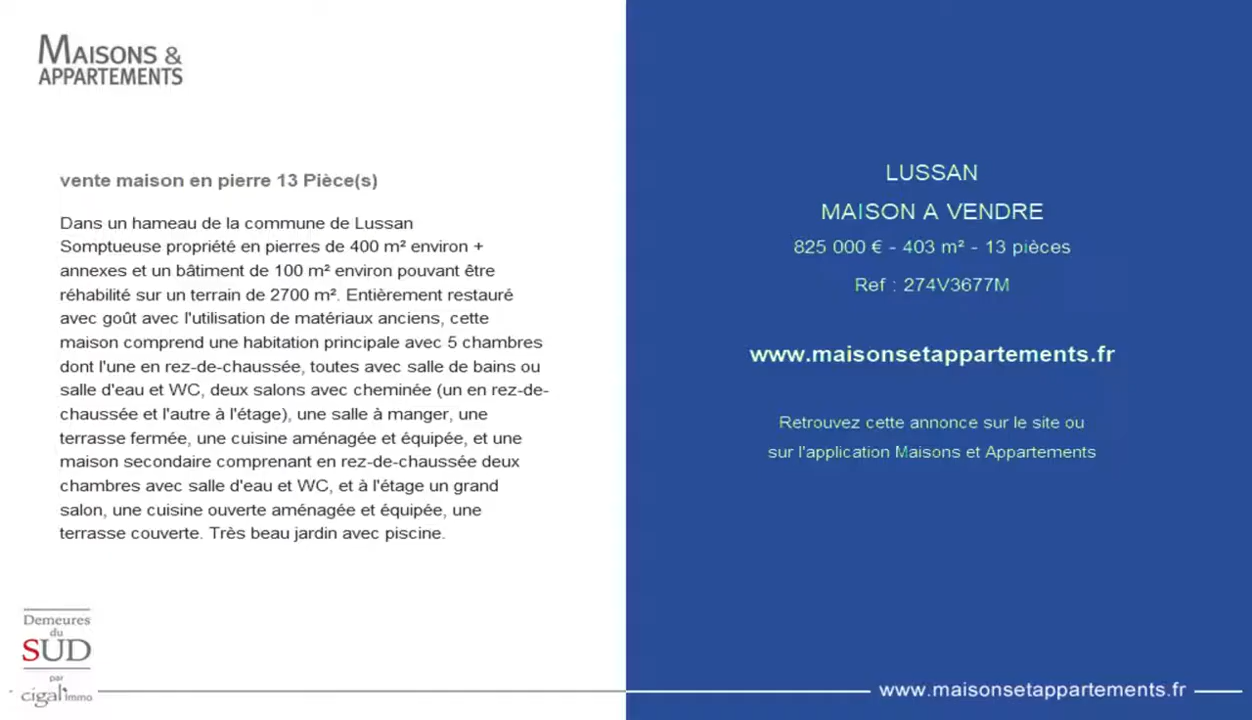 MAISONS &
APPARTEMENTS
vente maison en pierre 13 Pièce(s)
Dans un hameau de la commune de Lussan
Somptueuse propriété en pierres de 400 m² environ +
annexes et un bâtiment de 100 m² environ pouvant être
réhabilité sur un terrain de 2700 m². Entièrement restauré
avec goût avec l'utilisation de matériaux anciens, cette
maison comprend une habitation principale avec 5 chambres
dont l'une en rez-de-chaussée, toutes avec salle de bains ou
salle d'eau et WC, deux salons avec cheminée (un en rez-de-
chaussée et l'autre à l'étage), une salle à manger, une
terrasse fermée, une cuisine aménagée et équipée, et une
maison secondaire comprenant en rez-de-chaussée deux
chambres avec salle d'eau et WC, et à l'étage un grand
salon, une cuisine ouverte aménagée et équipée, une
terrasse couverte. Très beau jardin avec piscine.
Demeures
du
SUD
par
cigal'immo
LUSSAN
MAISON A VENDRE
825 000 € - 403 m² - 13 pièces
Ref : 274V3677M
www.maisonsetappartements.fr
Retrouvez cette annonce sur le site ou
sur l'application Maisons et Appartements
www.maisonsetappartements.fr